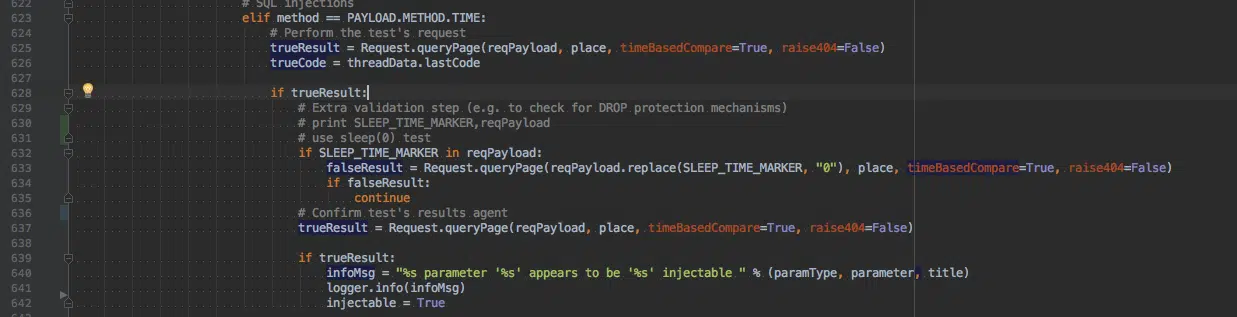 622 # SQL injections
623 elif method == PAYLOAD.METHOD.TIME:
624 # Perform the test's request
625 trueResult = Request.queryPage(reqPayload, place, timeBasedCompare=True, raise404=False)
626 trueCode = threadData.lastCode
627
628 if trueResult:
629 # Extra validation step (e.g. to check for DROP protection mechanisms)
630 # print SLEEP_TIME_MARKER,reqPayload
631 # use sleep(0) test
632 if SLEEP_TIME_MARKER in reqPayload:
633 falseResult = Request.queryPage(reqPayload.replace(SLEEP_TIME_MARKER, "0"), place, timeBasedCompare=True, raise404=False)
634 if falseResult:
635 continue
636 # Confirm test's results agent
637 trueResult = Request.queryPage(reqPayload, place, timeBasedCompare=True, raise404=False)
638
639 if trueResult:
640 infoMsg = "%s parameter '%s' appears to be '%s' injectable " % (paramType, parameter, title)
641 logger.info(infoMsg)
642 injectable = True